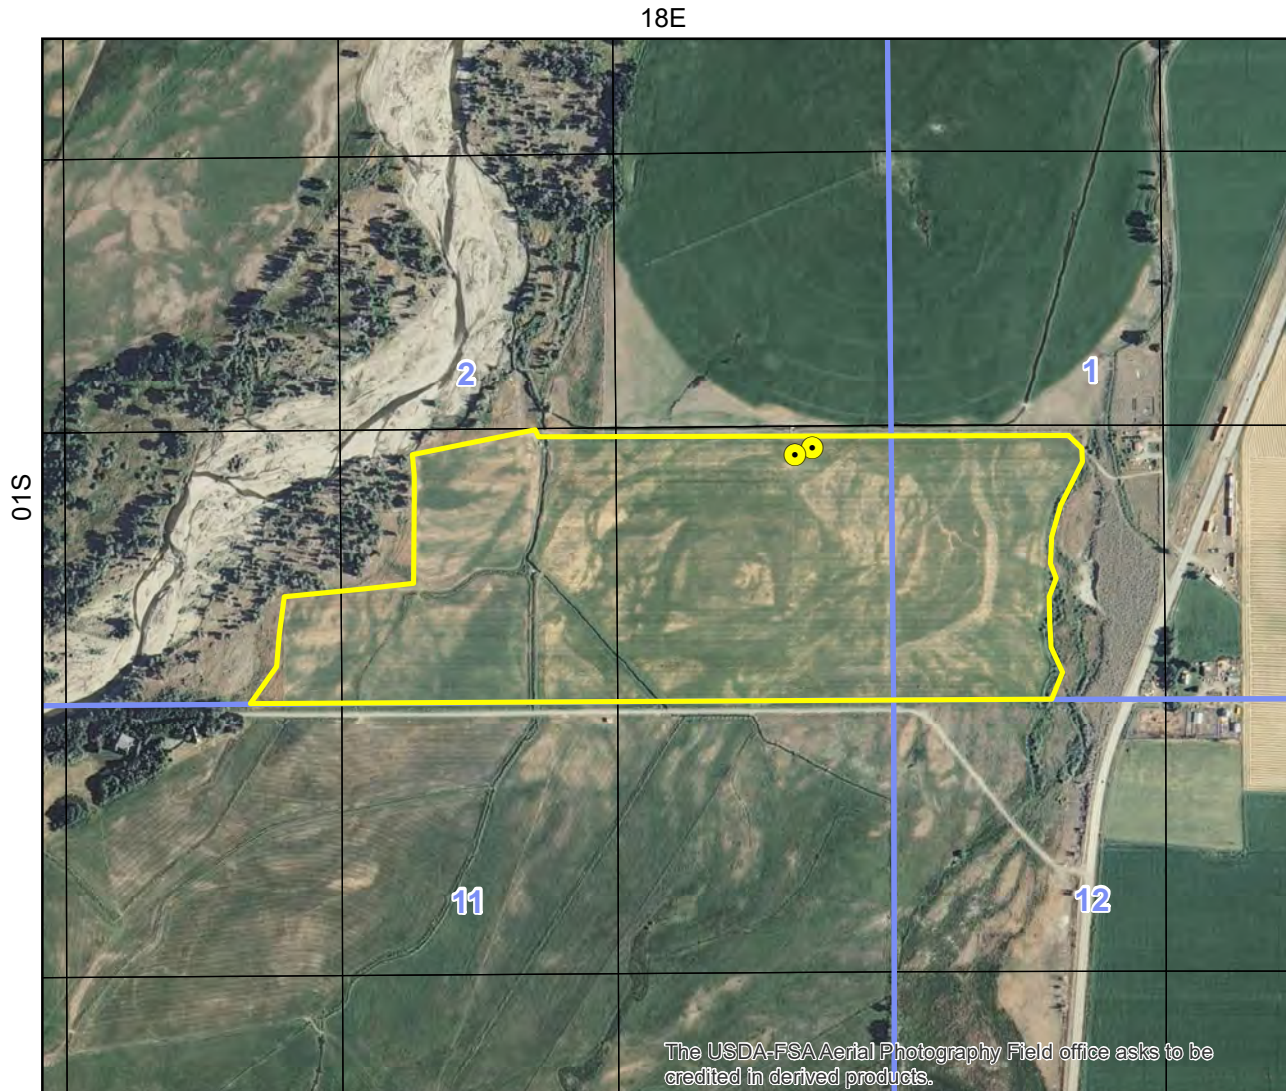 18E
2
1
01S
11
12
The USDA-FSA Aerial Photography Field office asks to be
credited in derived products.